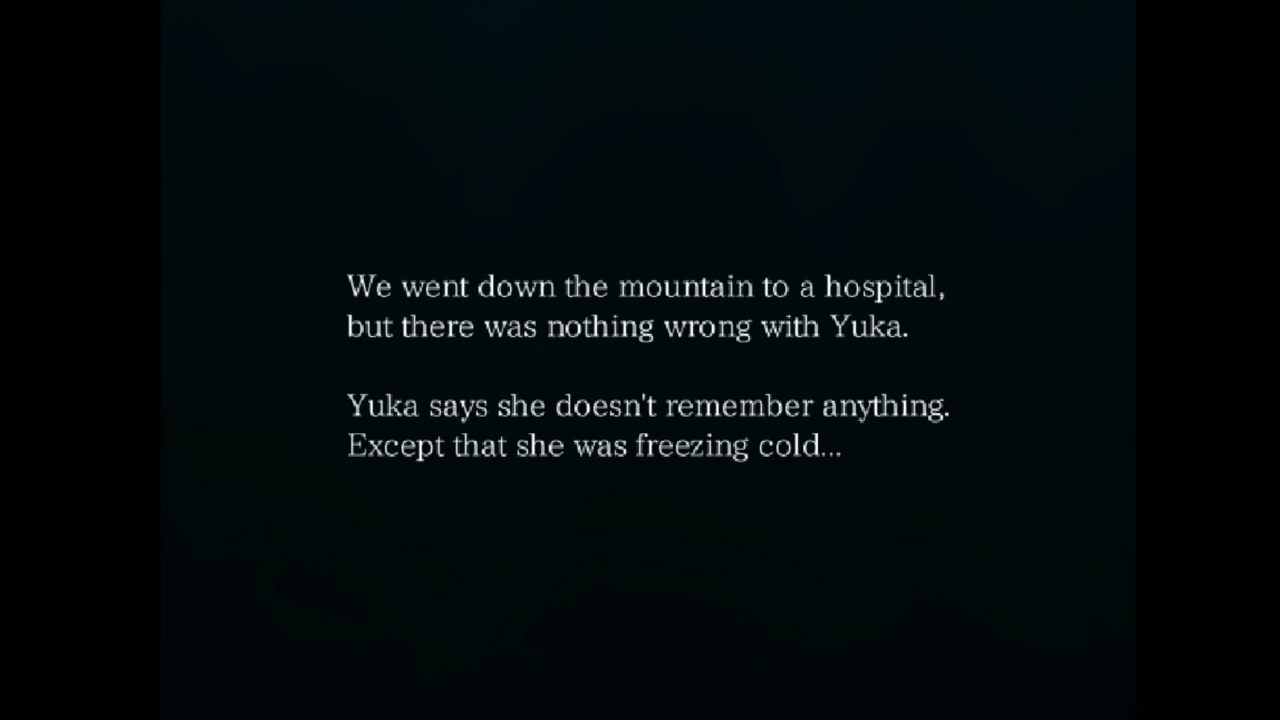 We went down the mountain to a hospital,
but there was nothing wrong with Yuka.
Yuka says she doesn't remember anything.
Except that she was freezing cold...